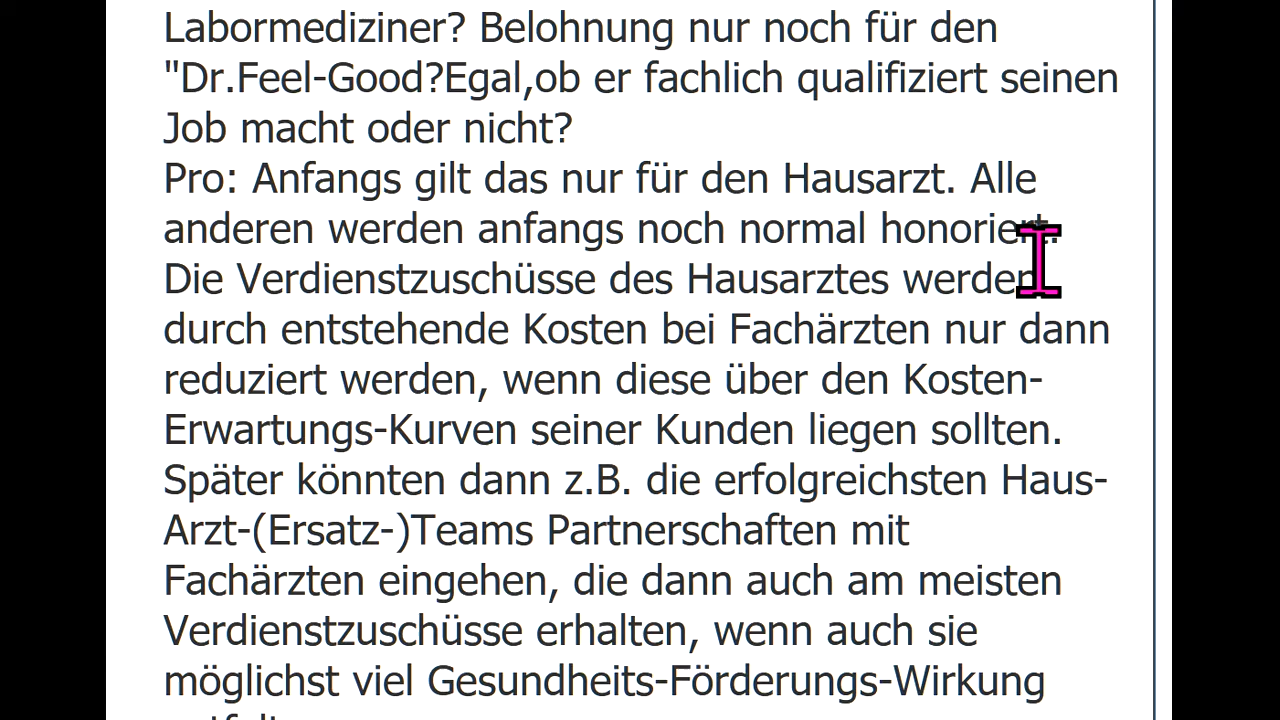 Labormediziner? Belohnung nur noch für den
"Dr.Feel-Good?Egal,ob er fachlich qualifiziert seinen
Job macht oder nicht?
Pro: Anfangs gilt das nur für den Hausarzt. Alle
anderen werden anfangs noch normal honoriert.
Die Verdienstzuschüsse des Hausarztes werden
durch entstehende Kosten bei Fachärzten nur dann
reduziert werden, wenn diese über den Kosten-
Erwartungs-Kurven seiner Kunden liegen sollten.
Später könnten dann z.B. die erfolgreichsten Haus-
Arzt-(Ersatz-)Teams Partnerschaften mit
Fachärzten eingehen, die dann auch am meisten
Verdienstzuschüsse erhalten, wenn auch sie
möglichst viel Gesundheits-Förderungs-Wirkung